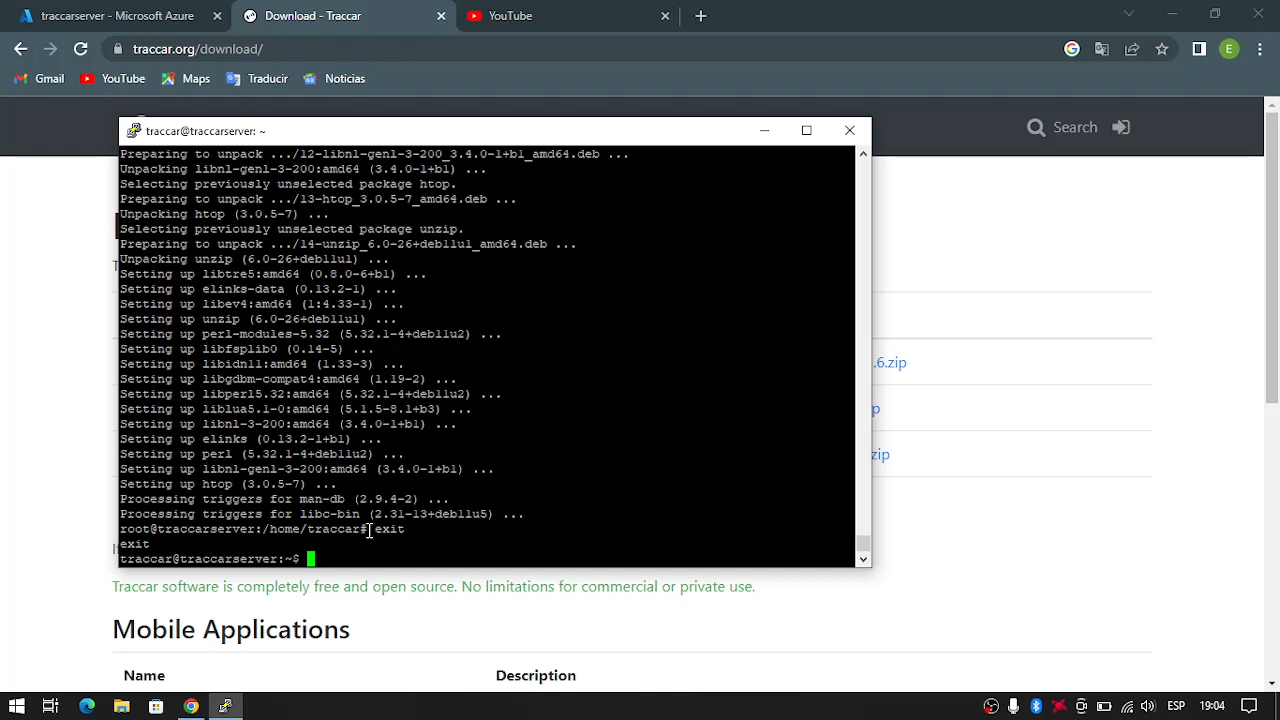 traccarserver - Microsoft Azure
Download - Traccar
YouTube
traccar.org/download/
E
Gmail
YouTube
Maps
Traducir
Noticias
Search
traccar@traccarserver: ~
Preparing to unpack .../12-libnl-genl-3-200_3.4.0-1+b1_amd64.deb ...
Unpacking libnl-genl-3-200:amd64 (3.4.0-1+b1) ...
Selecting previously unselected package htop.
Preparing to unpack .../13-htop_3.0.5-7_amd64.deb ...
Unpacking htop (3.0.5-7) ...
Selecting previously unselected package unzip.
Preparing to unpack .../14-unzip_6.0-26+deb11u1_amd64.deb ...
Unpacking unzip (6.0-26+deb11u1) ...
Setting up libtre5:amd64 (0.8.0-6+b1) ...
Setting up elinks-data (0.13.2-1) ...
Setting up libev4:amd64 (1:4.33-1) ...
Setting up unzip (6.0-26+deb11u1) ...
Setting up perl-modules-5.32 (5.32.1-4+deb11u2) ...
Setting up libfsplib0 (0.14-5) ...
Setting up libidn11:amd64 (1.33-3) ...
Setting up libgdbm-compat4:amd64 (1.19-2) ...
Setting up libperl5.32:amd64 (5.32.1-4+deb11u2) ...
Setting up liblua5.1-0:amd64 (5.1.5-8.1+b3) ...
Setting up libnl-3-200:amd64 (3.4.0-1+b1) ...
Setting up elinks (0.13.2-1+b1) ...
Setting up perl (5.32.1-4+deb11u2) ...
Setting up libnl-genl-3-200:amd64 (3.4.0-1+b1) ...
Setting up htop (3.0.5-7) ...
Processing triggers for man-db (2.9.4-2) ...
Processing triggers for libc-bin (2.31-13+deb11u5) ...
root@traccarserver:/home/traccar# exit
exit
traccar@traccarserver:~$
.6.zip
p
zip
Traccar software is completely free and open source. No limitations for commercial or private use.
Mobile Applications
Name
Description
ESP
19:04